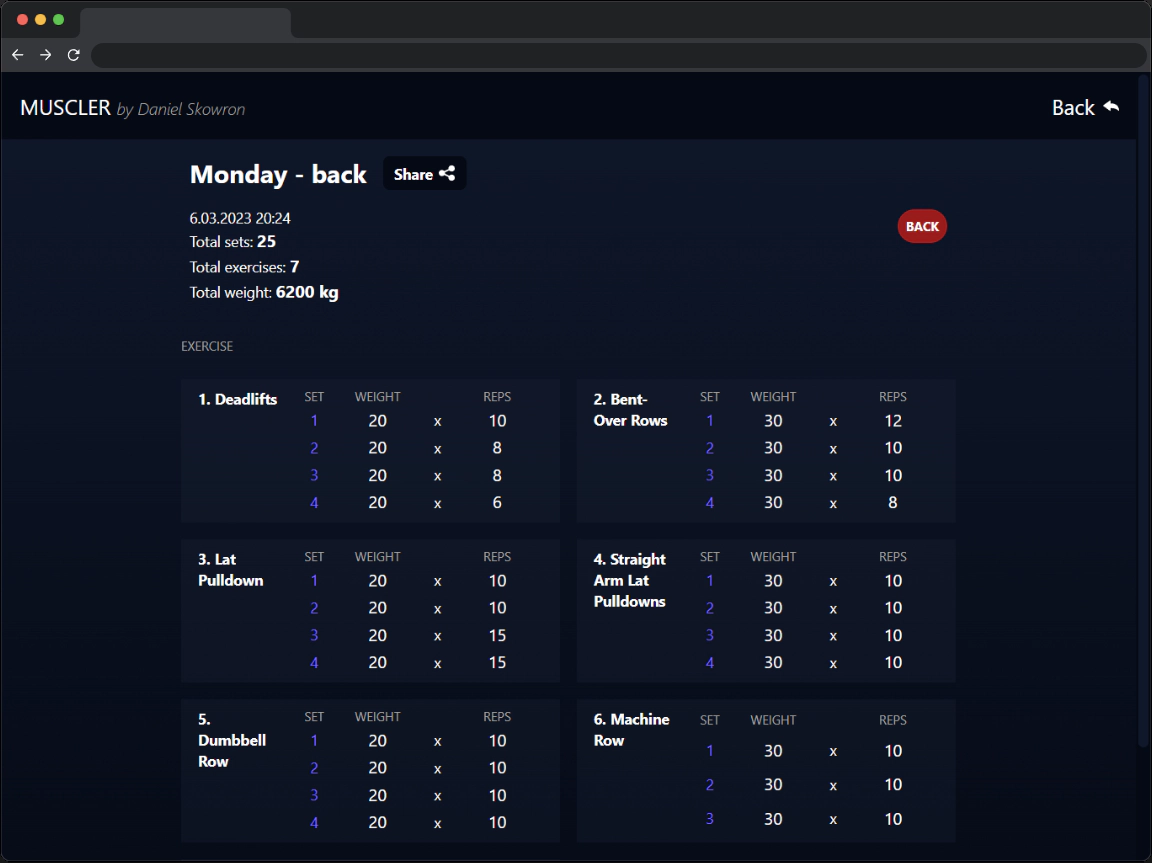 MUSCLER by Daniel Skowron
Back
Monday - back
Share
6.03.2023 20:24
BACK
Total sets: 25
Total exercises: 7
Total weight: 6200 kg
EXERCISE
1. Deadlifts
SET WEIGHT REPS
1 20 x 10
2 20 x 8
3 20 x 8
4 20 x 6
2. Bent-
Over Rows
SET WEIGHT REPS
1 30 x 12
2 30 x 10
3 30 x 10
4 30 x 8
3. Lat
Pulldown
SET WEIGHT REPS
1 20 x 10
2 20 x 10
3 20 x 15
4 20 x 15
4. Straight
Arm Lat
Pulldowns
SET WEIGHT REPS
1 30 x 10
2 30 x 10
3 30 x 10
4 30 x 10
5.
Dumbbell
Row
SET WEIGHT REPS
1 20 x 10
2 20 x 10
3 20 x 10
4 20 x 10
6. Machine
Row
SET WEIGHT REPS
1 30 x 10
2 30 x 10
3 30 x 10